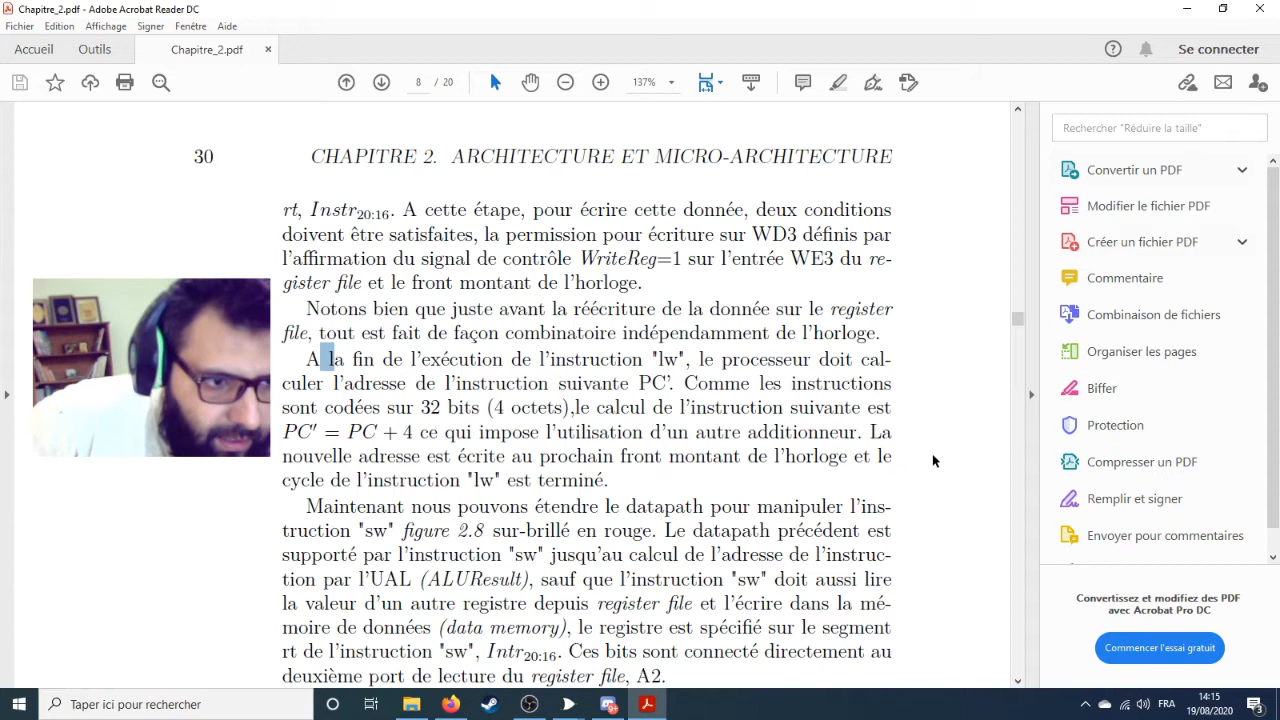 Chapitre_2.pdf - Adobe Acrobat Reader DC
Fichier Edition Affichage Signer Fenêtre Aide
Accueil Outils Chapitre_2.pdf × Se connecter
8 / 20 137%
30 CHAPITRE 2. ARCHITECTURE ET MICRO-ARCHITECTURE
rt, Instr20:16. A cette étape, pour écrire cette donnée, deux conditions
doivent être satisfaites, la permission pour écriture sur WD3 définis par
l'affirmation du signal de contrôle WriteReg=1 sur l'entrée WE3 du re-
gister file et le front montant de l'horloge.
Notons bien que juste avant la réécriture de la donnée sur le register
file, tout est fait de façon combinatoire indépendamment de l'horloge.
A la fin de l'exécution de l'instruction "lw", le processeur doit cal-
culer l'adresse de l'instruction suivante PC'. Comme les instructions
sont codées sur 32 bits (4 octets),le calcul de l'instruction suivante est
PC' = PC + 4 ce qui impose l'utilisation d'un autre additionneur. La
nouvelle adresse est écrite au prochain front montant de l'horloge et le
cycle de l'instruction "lw" est terminé.
Maintenant nous pouvons étendre le datapath pour manipuler l'ins-
truction "sw" figure 2.8 sur-brillé en rouge. Le datapath précédent est
supporté par l'instruction "sw" jusqu'au calcul de l'adresse de l'instruc-
tion par l'UAL (ALUResult), sauf que l'instruction "sw" doit aussi lire
la valeur d'un autre registre depuis register file et l'écrire dans la mé-
moire de données (data memory), le registre est spécifié sur le segment
rt de l'instruction "sw", Intr20:16. Ces bits sont connecté directement au
deuxième port de lecture du register file, A2.
Rechercher "Réduire la taille"
Convertir un PDF
Modifier le fichier PDF
Créer un fichier PDF
Commentaire
Combinaison de fichiers
Organiser les pages
Biffer
Protection
Compresser un PDF
Remplir et signer
Envoyer pour commentaires
Convertissez et modifiez des PDF
avec Acrobat Pro DC
Commencer l'essai gratuit
Taper ici pour rechercher
FRA
14:15
19/08/2020
3